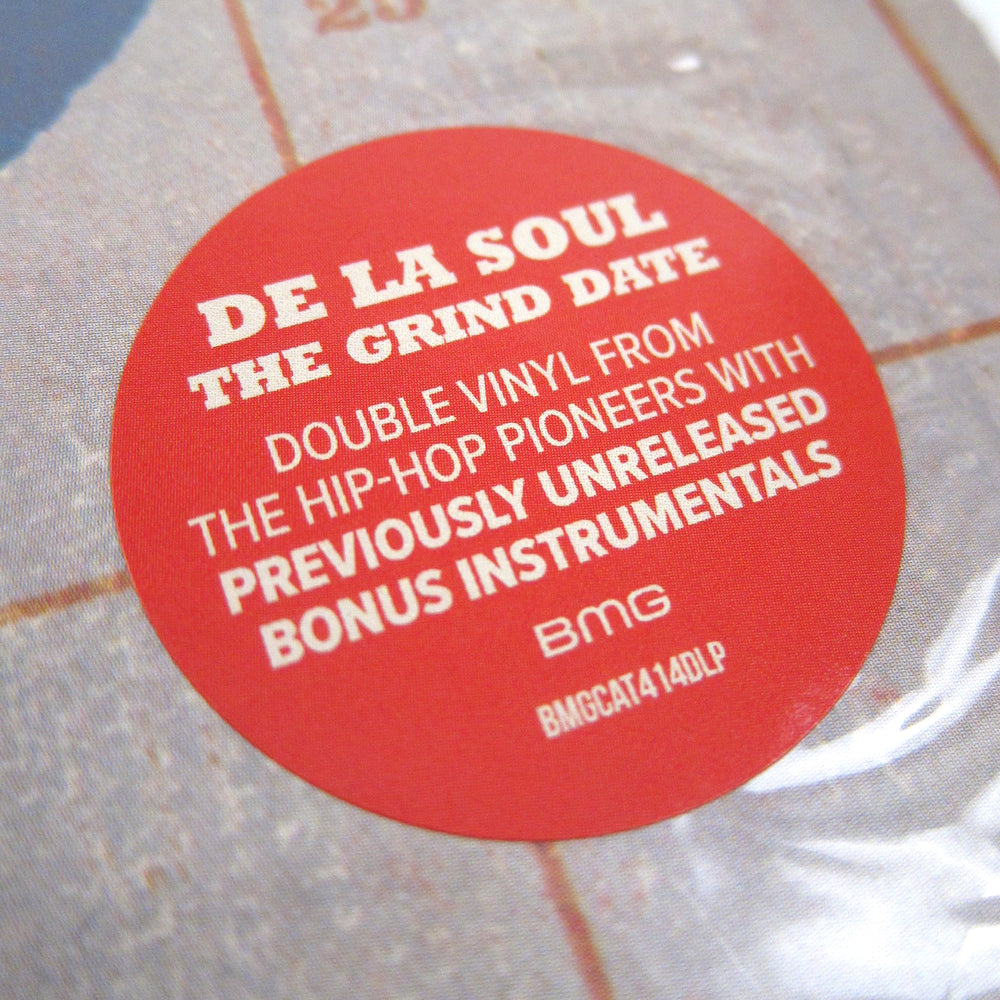 25
DE LA SOUL
THE GRIND DATE
DOUBLE VINYL FROM
THE HIP-HOP PIONEERS WITH
PREVIOUSLY UNRELEASED
BONUS INSTRUMENTALS
BMG
BMGCAT414DLP